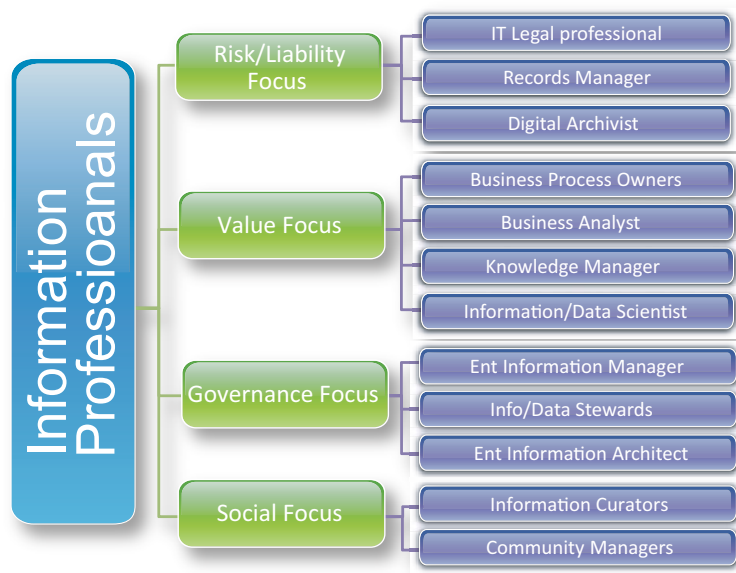 Information
Professioanals
Risk/Liability
Focus
IT Legal professional
Records Manager
Digital Archivist
Value Focus
Business Process Owners
Business Analyst
Knowledge Manager
Information/Data Scientist
Governance Focus
Ent Information Manager
Info/Data Stewards
Ent Information Architect
Social Focus
Information Curators
Community Managers